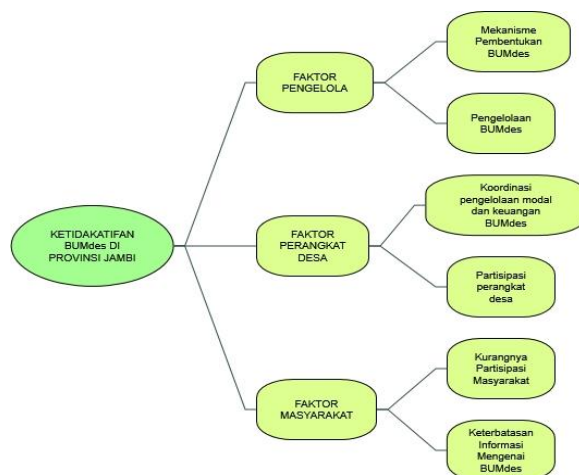 KETIDAKATIFAN
BUMdes DI
PROVINSI JAMBI
FAKTOR
PENGELOLA
Mekanisme
Pembentukan
BUMdes
Pengelolaan
BUMdes
FAKTOR
PERANGKAT
DESA
Koordinasi
pengelolaan modal
dan keuangan
BUMdes
Partisipasi
perangkat
desa
FAKTOR
MASYARAKAT
Kurangnya
Partisipasi
Masyarakat
Keterbatasan
Informasi
Mengenai
BUMdes